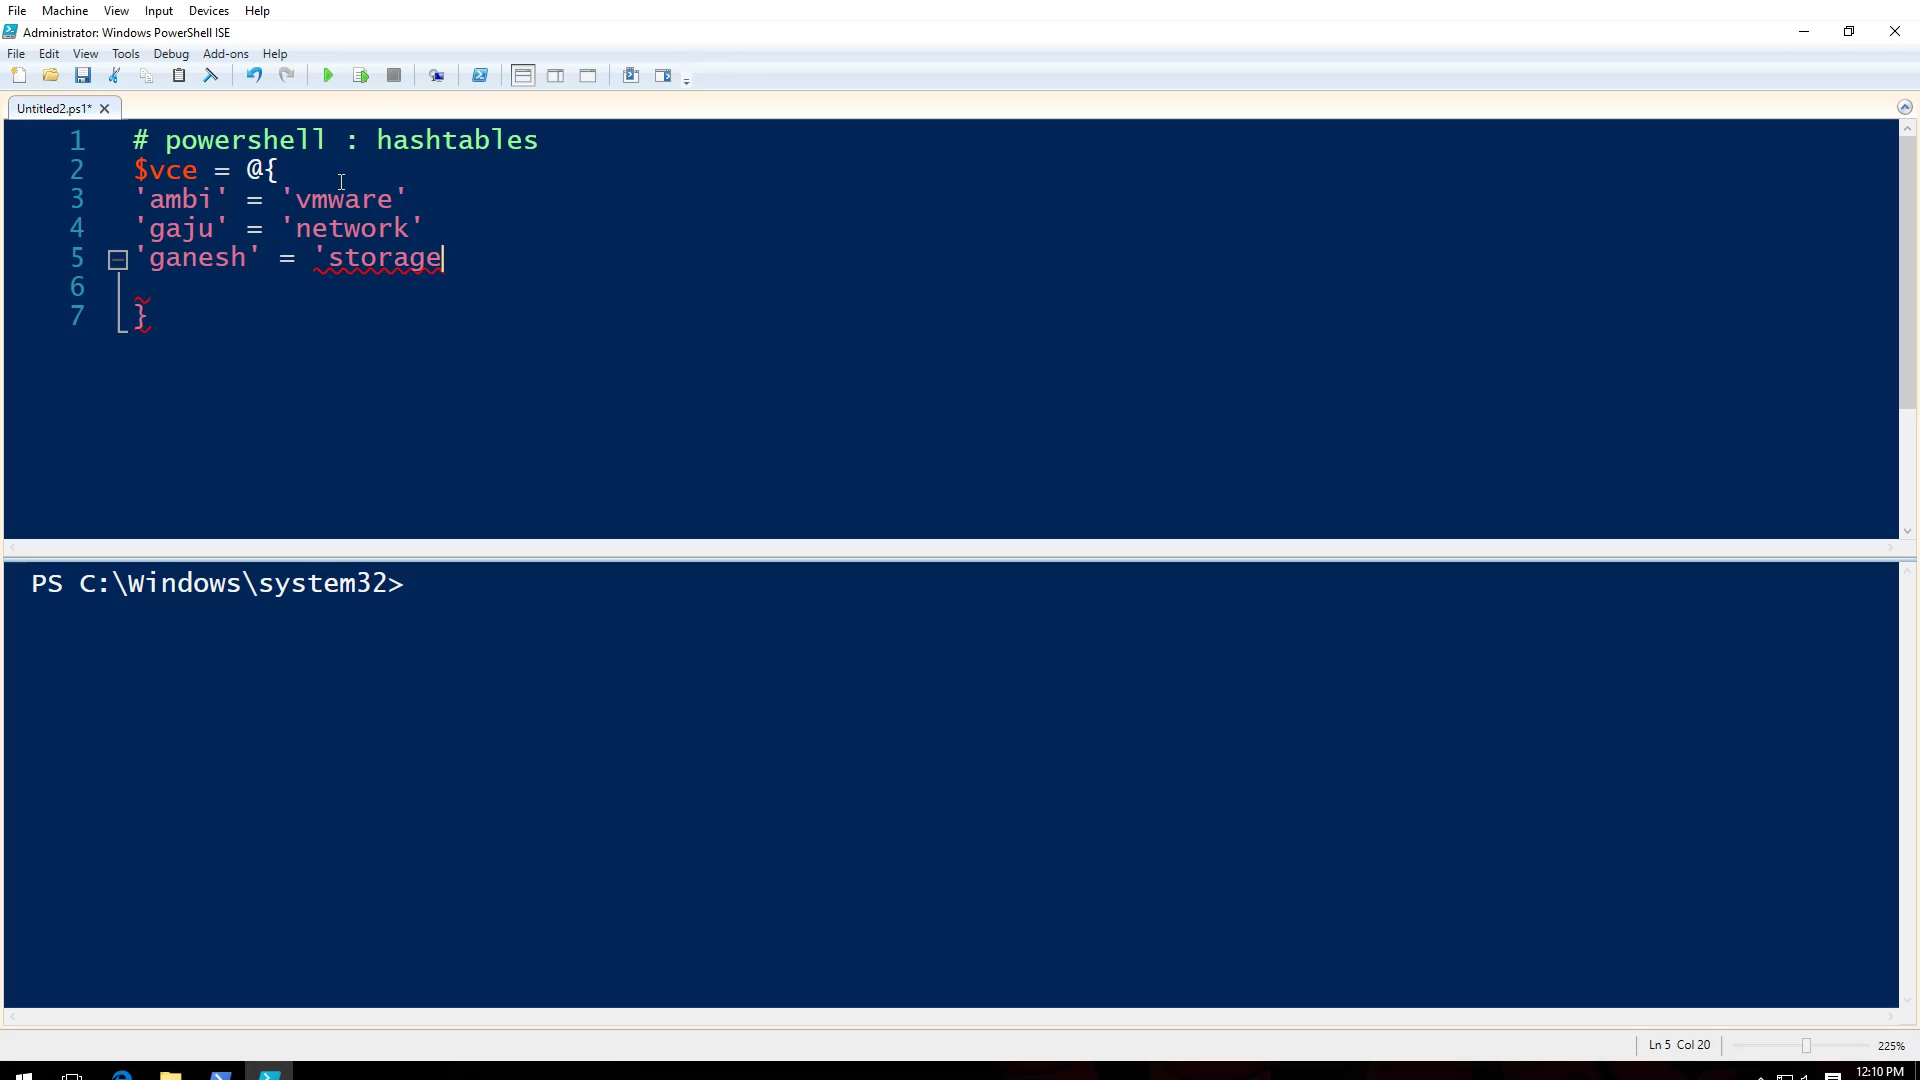 File Machine View Input Devices Help
Administrator: Windows PowerShell ISE
File Edit View Tools Debug Add-ons Help
Untitled2.ps1*
1 # powershell : hashtables
2 $vce = @{
3 'ambi' = 'vmware'
4 'gaju' = 'network'
5 'ganesh' = 'storage
6
7 }
PS C:\Windows\system32>
Ln 5 Col 20 225%
12:10 PM